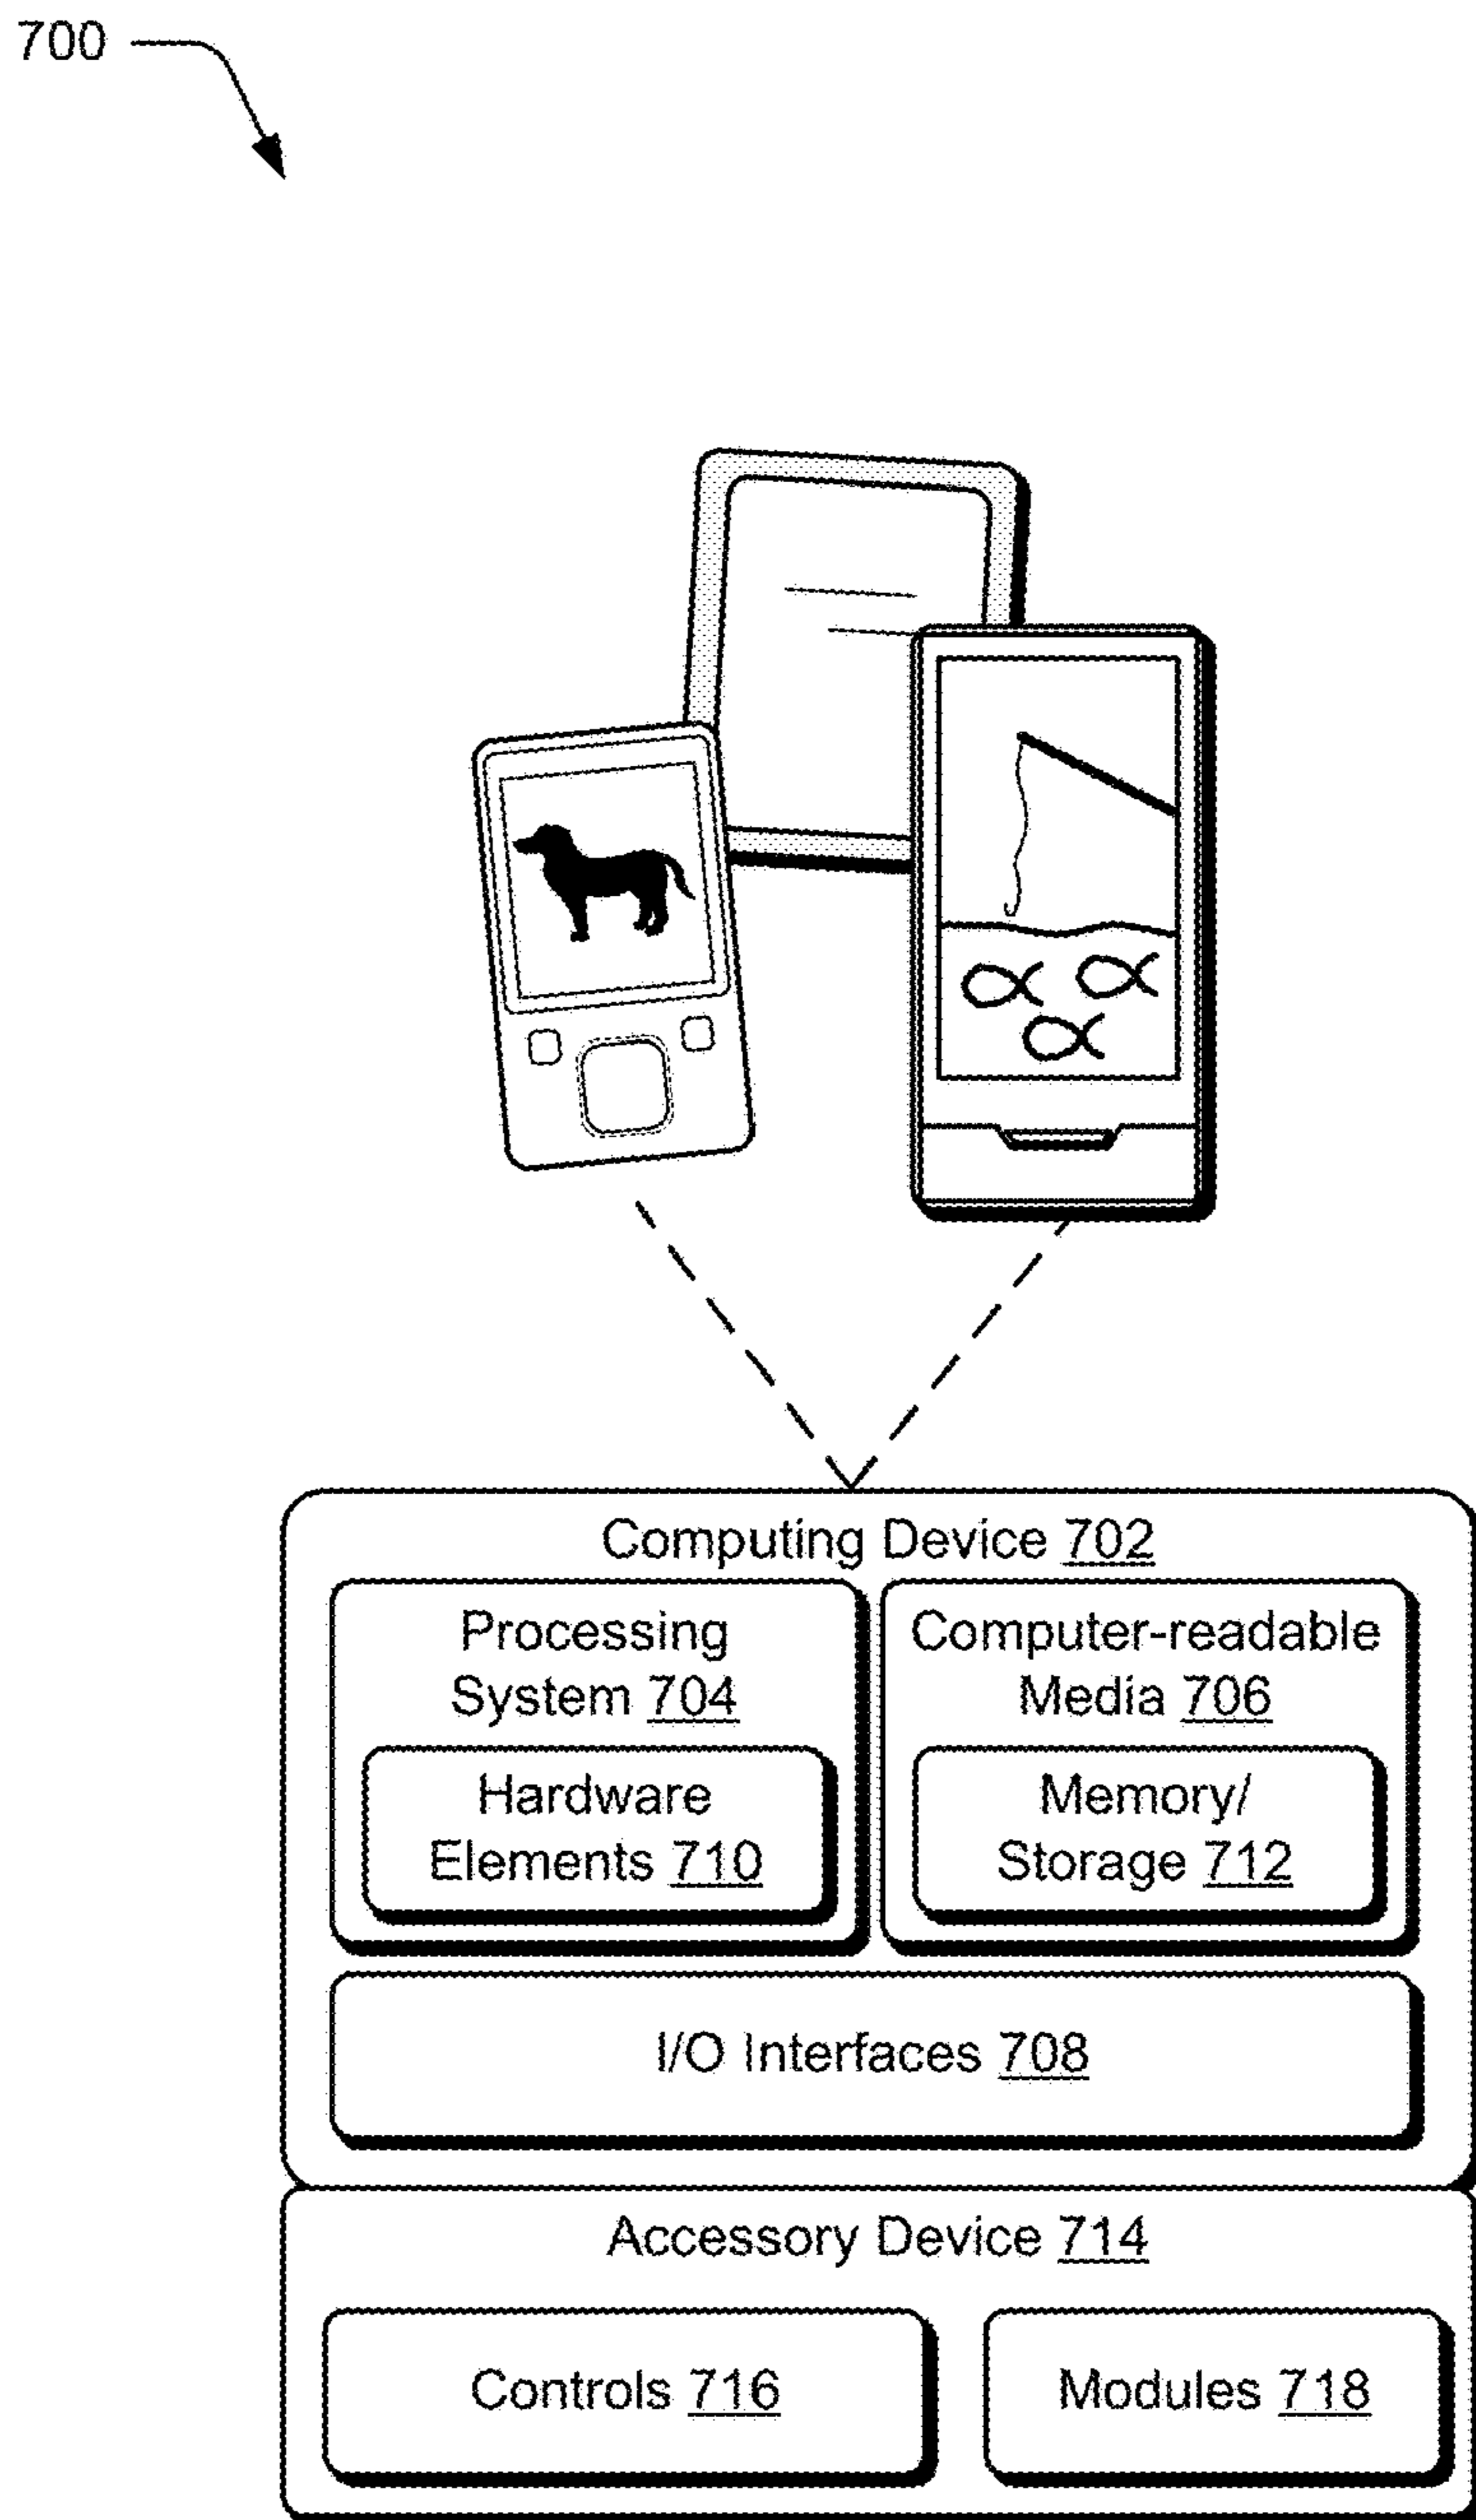 700
Computing Device 702
Processing
System 704
Hardware
Elements 710
Computer-readable
Media 706
Memory/
Storage 712
I/O Interfaces 708
Accessory Device 714
Controls 716
Modules 718